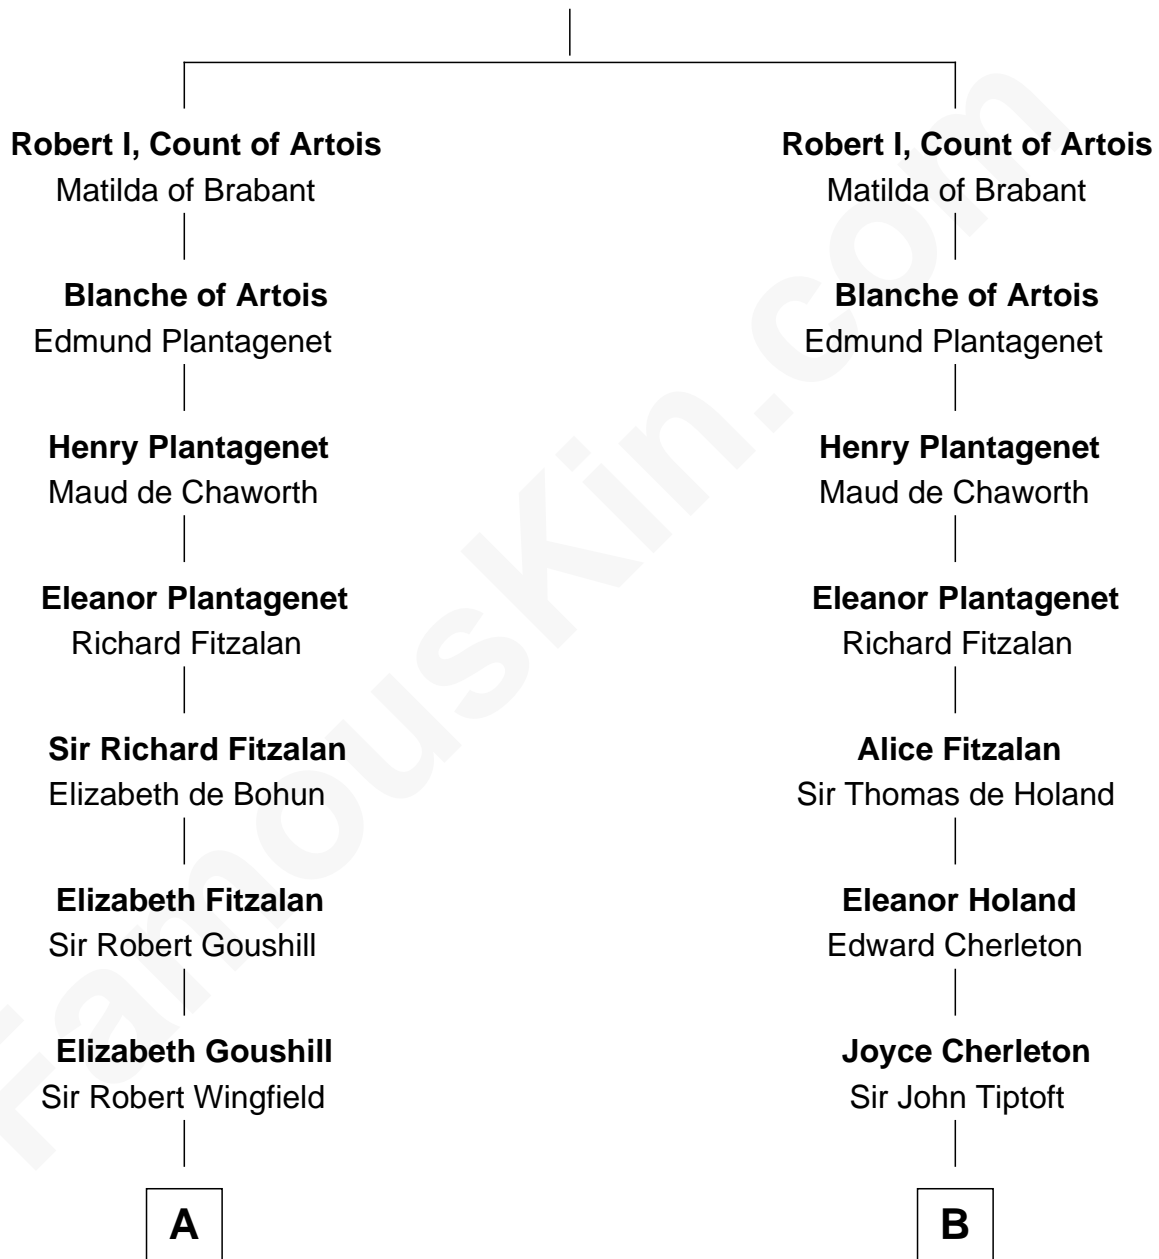 Robert I, Count of Artois
Matilda of Brabant
Blanche of Artois
Edmund Plantagenet
Henry Plantagenet
Maud de Chaworth
Eleanor Plantagenet
Richard Fitzalan
Sir Richard Fitzalan
Elizabeth de Bohun
Elizabeth Fitzalan
Sir Robert Goushill
Elizabeth Goushill
Sir Robert Wingfield
A
Robert I, Count of Artois
Matilda of Brabant
Blanche of Artois
Edmund Plantagenet
Henry Plantagenet
Maud de Chaworth
Eleanor Plantagenet
Richard Fitzalan
Alice Fitzalan
Sir Thomas de Holand
Eleanor Holand
Edward Cherleton
Joyce Cherleton
Sir John Tiptoft
B
FamousKin.com